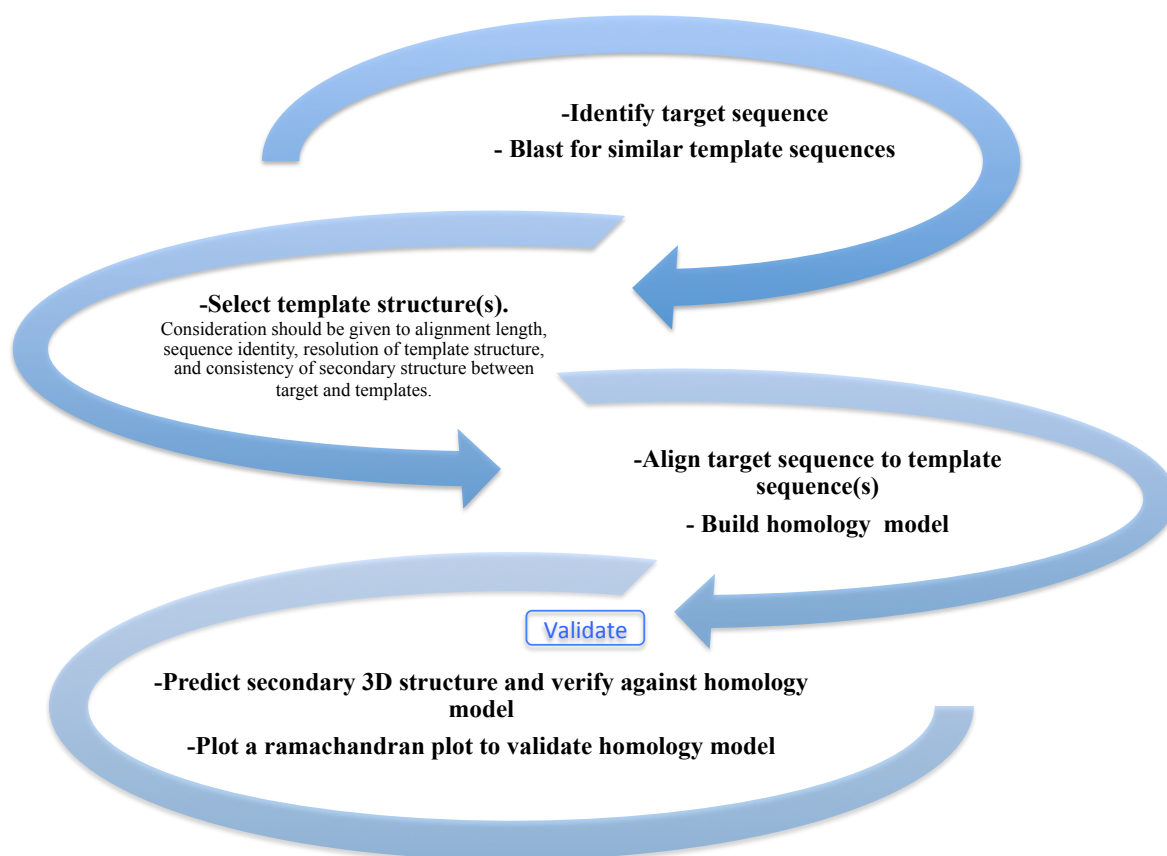 -Identify target sequence
- Blast for similar template sequences
-Select template structure(s).
Consideration should be given to alignment length,
sequence identity, resolution of template structure,
and consistency of secondary structure between
target and templates.
-Align target sequence to template
sequence(s)
- Build homology  model
Validate
-Predict secondary 3D structure and verify against homology
model
-Plot a ramachandran plot to validate homology model